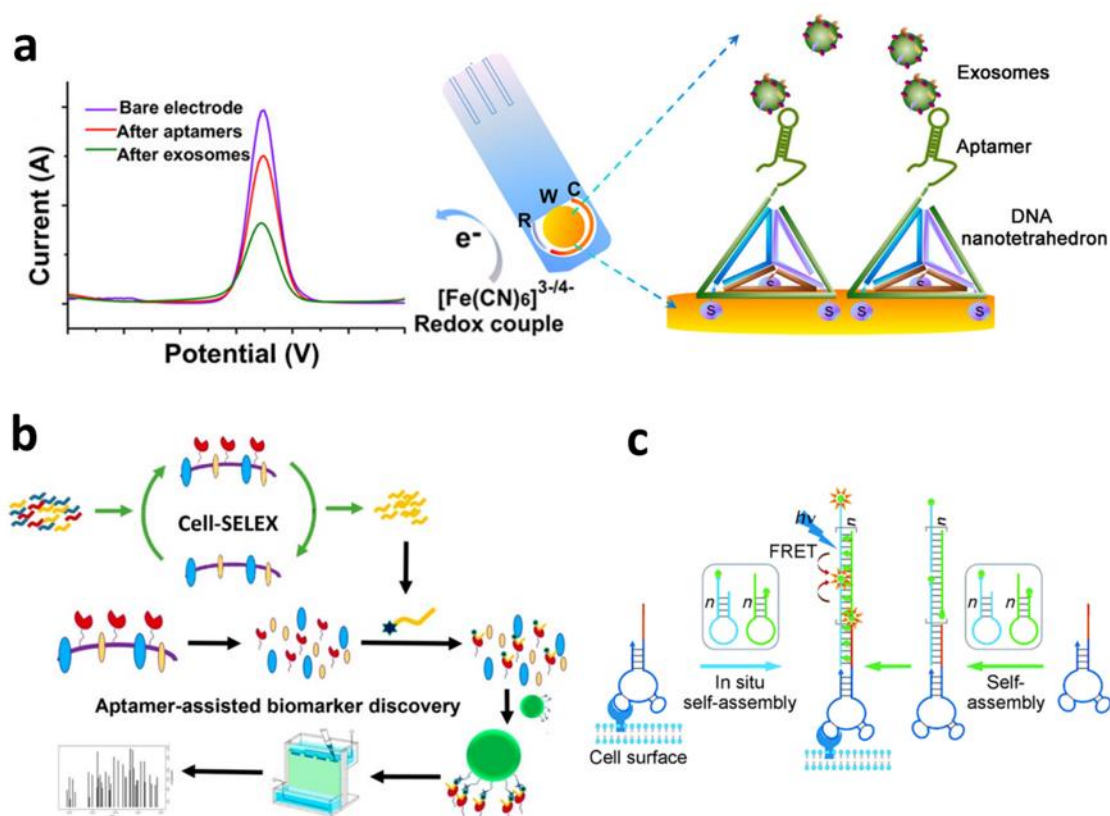 a
Bare electrode
After aptamers
After exosomes
Current (A)
Potential (V)
R W C
e-
[Fe(CN)6]3-/4-
Redox couple
Exosomes
Aptamer
DNA
nanotetrahedron
S S S S S S
b
Cell-SELEX
Aptamer-assisted biomarker discovery
c
hν
FRET
n
n
n
n
In situ
self-assembly
Self-
assembly
Cell surface